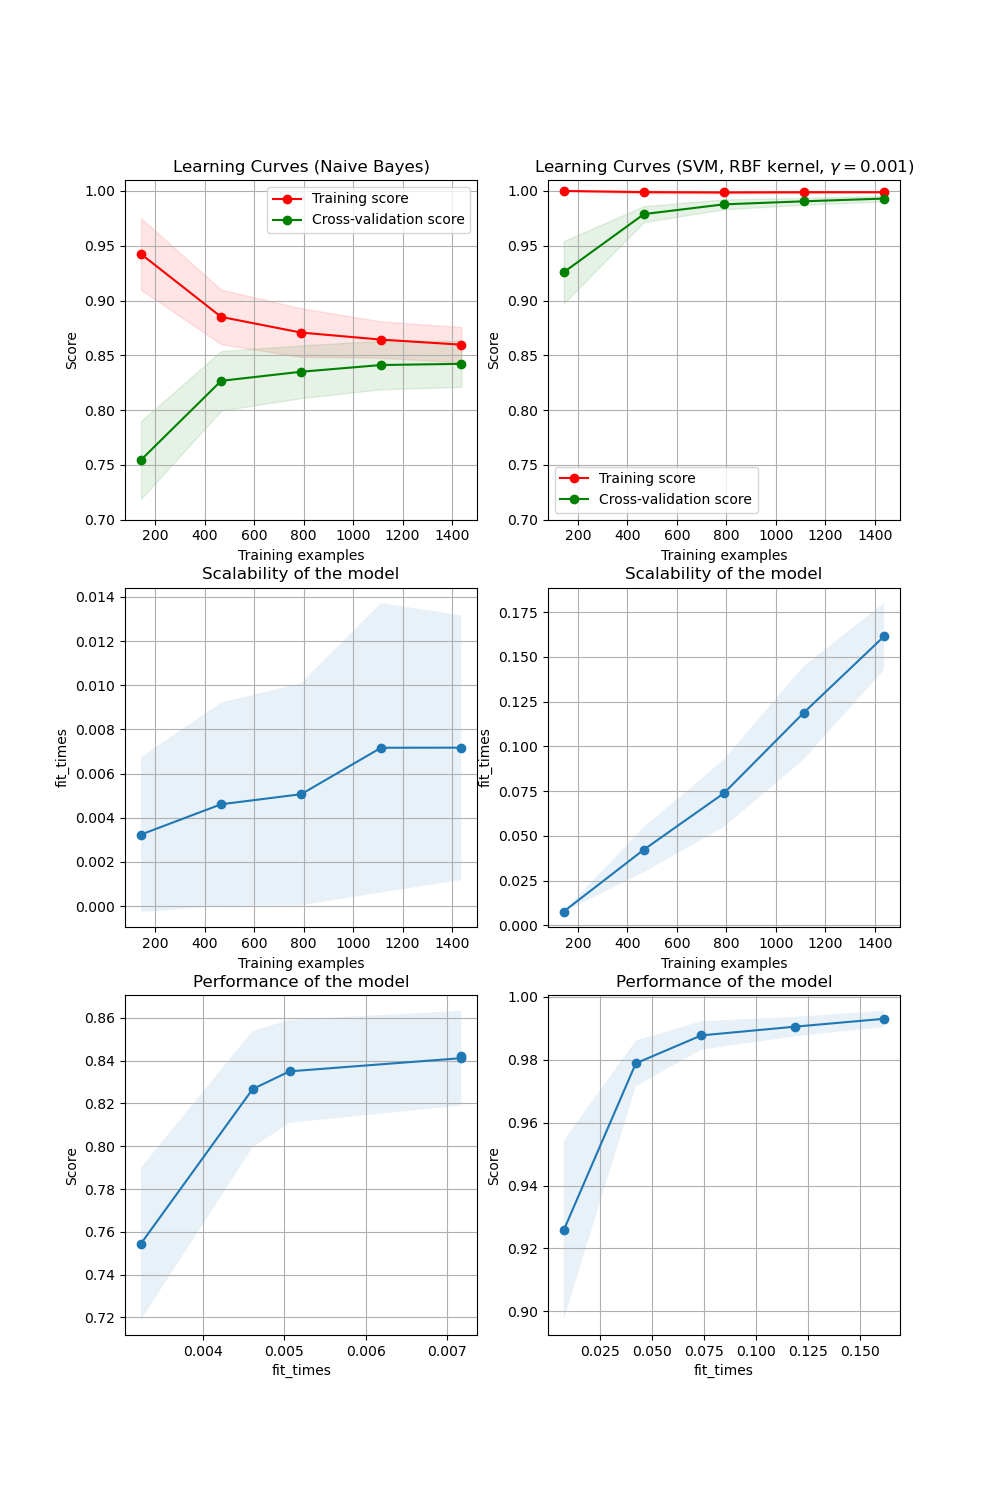 Learning Curves (Naive Bayes)
Score
1.00
0.95
0.90
0.85
0.80
0.75
0.70
Training score
Cross-validation score
200 400 600 800 1000 1200 1400
Training examples
Learning Curves (SVM, RBF kernel, γ = 0.001)
Score
1.00
0.95
0.90
0.85
0.80
0.75
0.70
Training score
Cross-validation score
200 400 600 800 1000 1200 1400
Training examples
Scalability of the model
fit_times
0.014
0.012
0.010
0.008
0.006
0.004
0.002
0.000
200 400 600 800 1000 1200 1400
Training examples
Scalability of the model
fit_times
0.175
0.150
0.125
0.100
0.075
0.050
0.025
0.000
200 400 600 800 1000 1200 1400
Training examples
Performance of the model
Score
0.86
0.84
0.82
0.80
0.78
0.76
0.74
0.72
0.004 0.005 0.006 0.007
fit_times
Performance of the model
Score
1.00
0.98
0.96
0.94
0.92
0.90
0.025 0.050 0.075 0.100 0.125 0.150
fit_times